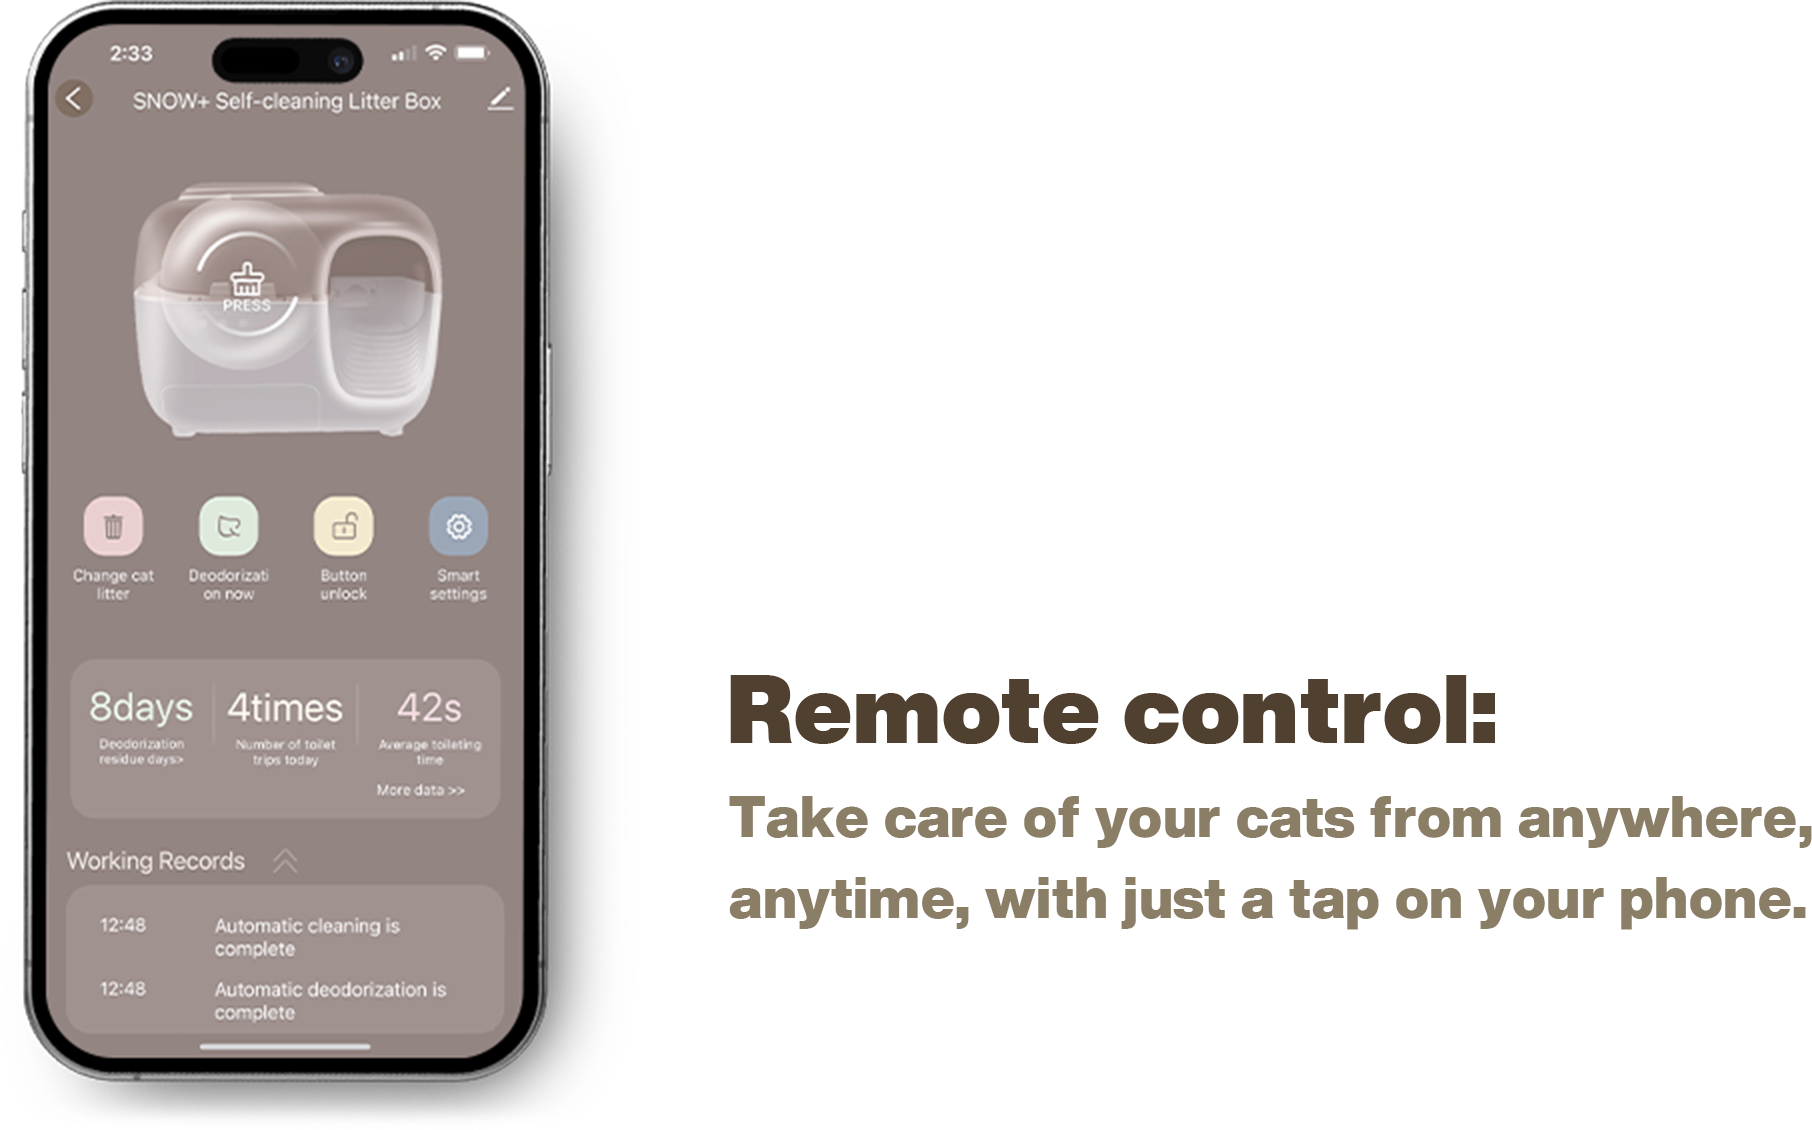 2:33
SNOW+ Self-cleaning Litter Box
PRESS
Change cat
litter
Deodorizati
on now
Button
unlock
Smart
settings
8days
4times
42s
Deodorization
residue days>
Number of toilet
trips today
Average toileting
time
More data >>
Working Records
12:48
Automatic cleaning is
complete
12:48
Automatic deodorization is
complete
Remote control:
Take care of your cats from anywhere,
anytime, with just a tap on your phone.